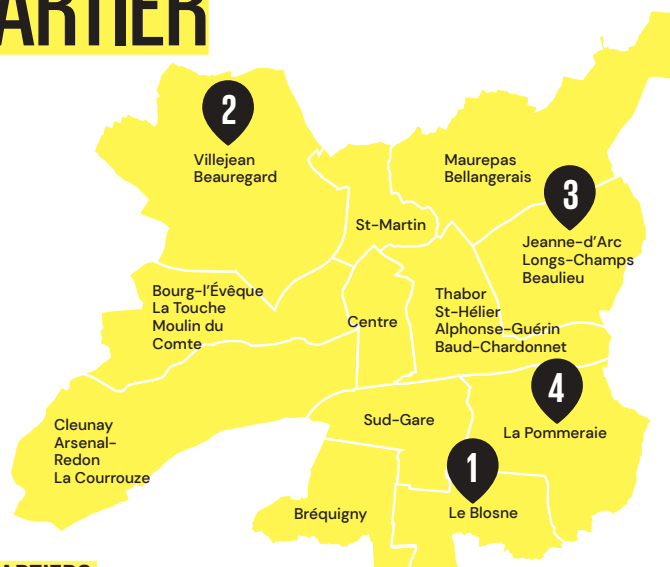 ARTIER
2
Villejean
Beauregard
Maurepas
Bellangerais
3
St-Martin
Jeanne-d'Arc
Longs-Champs
Beaulieu
Bourg-l'Évêque
La Touche
Moulin du
Comte
Centre
Thabor
St-Hélier
Alphonse-Guérin
Baud-Chardonnet
4
Cleunay
Arsenal-
Redon
La Courrouze
Sud-Gare
La Pommeraie
1
Bréquigny
Le Blosne
ARTIERS